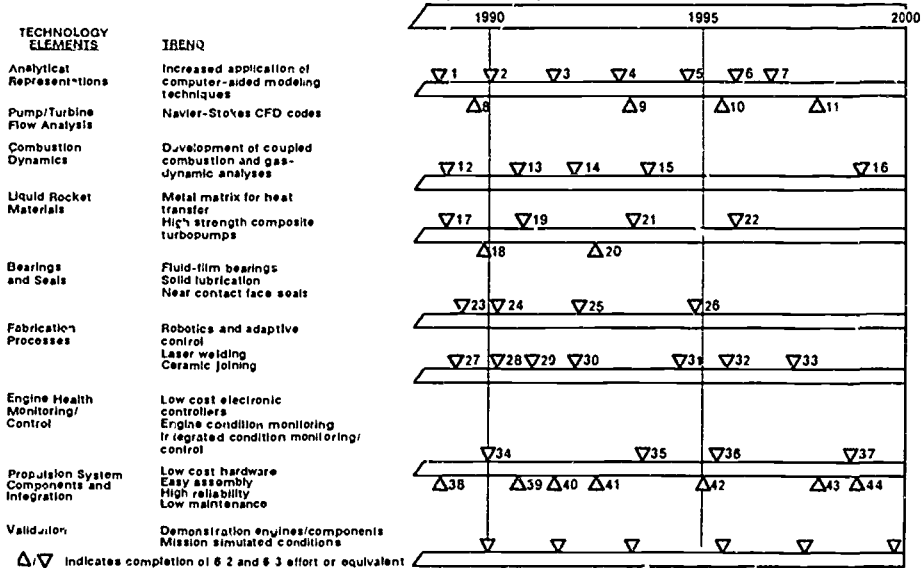 1990 1995 2000
TECHNOLOGY
ELEMENTS TREND
Analytical Representations
Increased application of
computer-aided modeling
techniques
1 2 3 4 5 6 7
8 9 10 11
Pump/Turbine
Flow Analysis
Navier-Stokes CFD codes
Combustion
Dynamics
Development of coupled
combustion and gas-
dynamic analyses
12 13 14 15 16
Liquid Rocket
Materials
Metal matrix for heat
transfer
High strength composite
turbopumps
17 19 21 22
18 20
Bearings
and Seals
Fluid-film bearings
Solid lubrication
Near contact face seals
23 24 25 26
Fabrication
Processes
Robotics and adaptive
control
Laser welding
Ceramic joining
27 28 29 30 31 32 33
Engine Health
Monitoring/
Control
Low cost electronic
controllers
Engine condition monitoring
Integrated condition monitoring/
control
34 35 36 37
Propulsion System
Components and
Integration
Low cost hardware
Easy assembly
High reliability
Low maintenance
38 39 40 41 42 43 44
Validation
Demonstration engines/components
Mission simulated conditions
△/▽ Indicates completion of 6 2 and 6 3 effort or equivalent